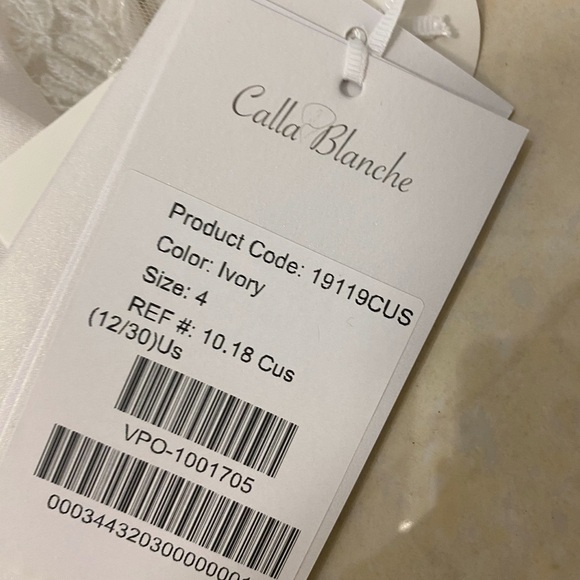 Calla Blanche
Product Code: 19119CUS
Color: Ivory
Size: 4
REF #: 10.18 Cus
(12/30)Us
VPO-1001705